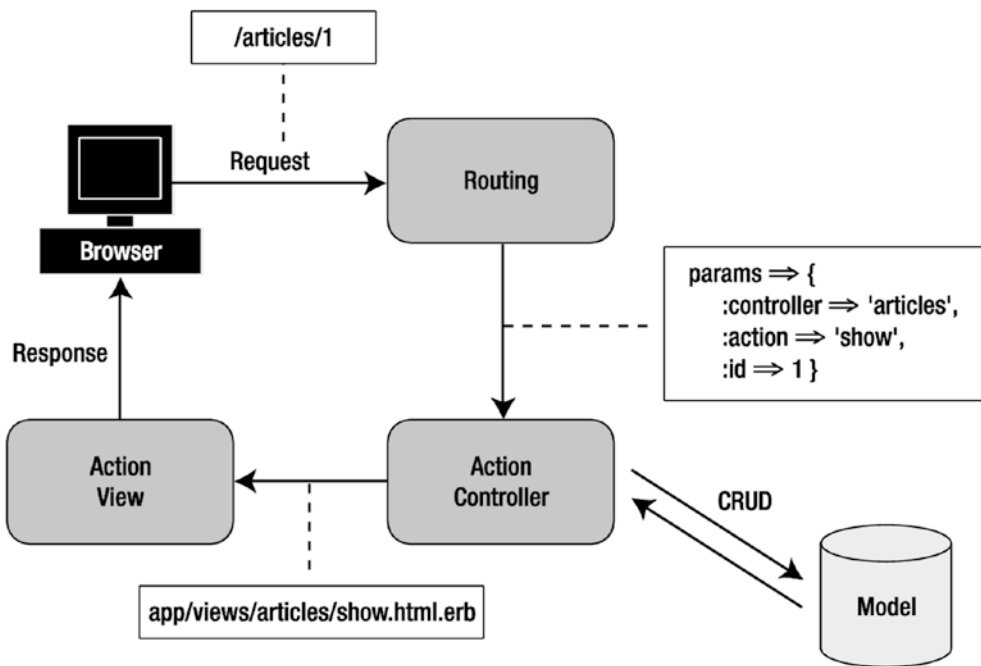 /articles/1
Request
Routing
Browser
params => {
:controller => 'articles',
:action => 'show',
:id => 1 }
Response
Action
View
Action
Controller
CRUD
app/views/articles/show.html.erb
Model